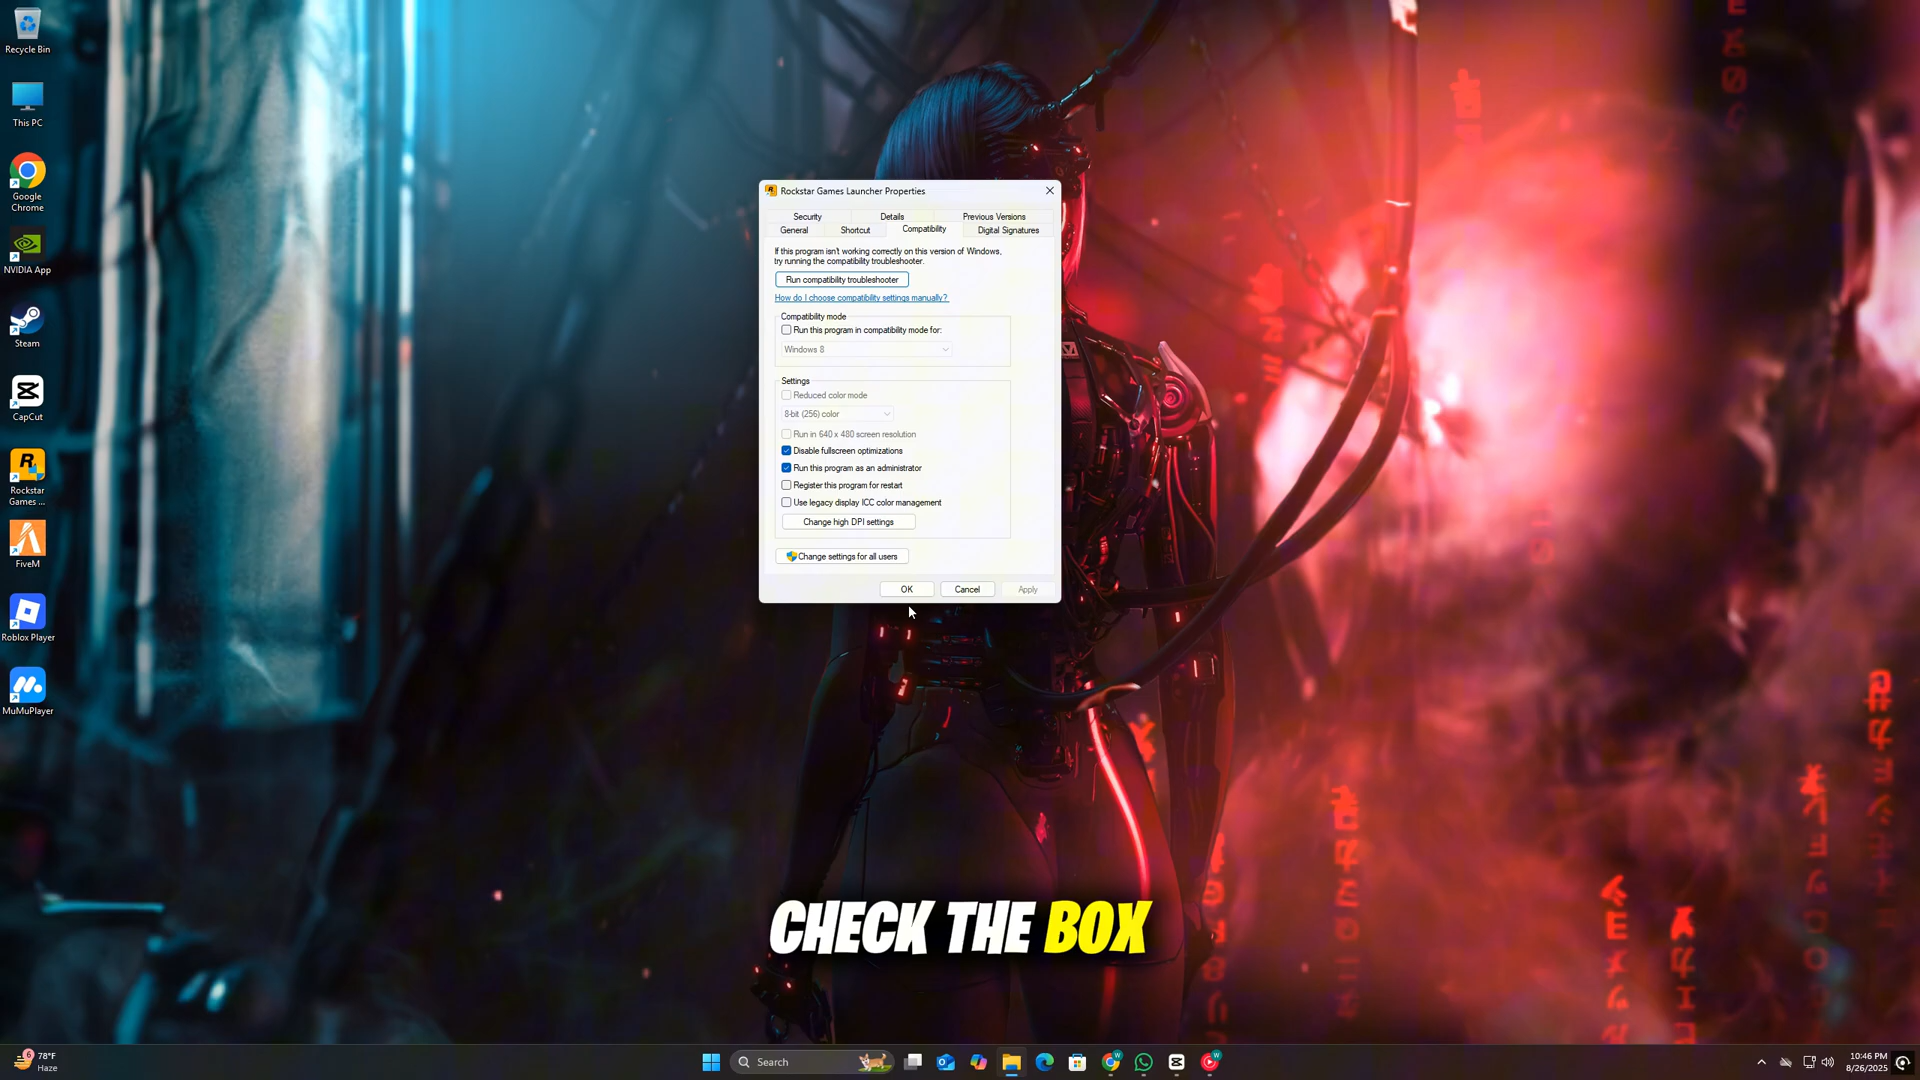 Recycle Bin
This PC
Google
Chrome
NVIDIA App
Steam
CapCut
Rockstar
Games ...
FiveM
Roblox Player
MuMuPlayer
Rockstar Games Launcher Properties
Security
Details
Previous Versions
General
Shortcut
Compatibility
Digital Signatures
If this program isn't working correctly on this version of Windows,
try running the compatibility troubleshooter.
Run compatibility troubleshooter
How do I choose compatibility settings manually?
Compatibility mode
Run this program in compatibility mode for:
Windows 8
Settings
Reduced color mode
8-bit (256) color
Run in 640 x 480 screen resolution
Disable fullscreen optimizations
Run this program as an administrator
Register this program for restart
Use legacy display ICC color management
Change high DPI settings
Change settings for all users
OK
Cancel
Apply
CHECK THE BOX
6
78°F
Haze
Search
10:46 PM
8/26/2025